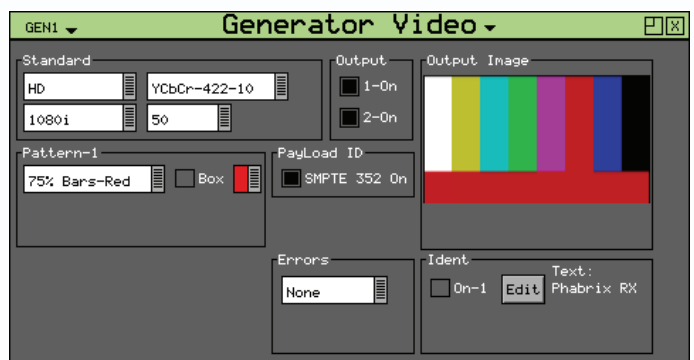 GEN1
Generator Video
Standard
HD
YCbCr-422-10
1080i
50
Output
1-On
2-On
Output Image
Pattern-1
75% Bars-Red
Box
PayLoad ID
SMPTE 352 On
Errors
None
Ident
On-1
Edit
Text:
Phabrix RX